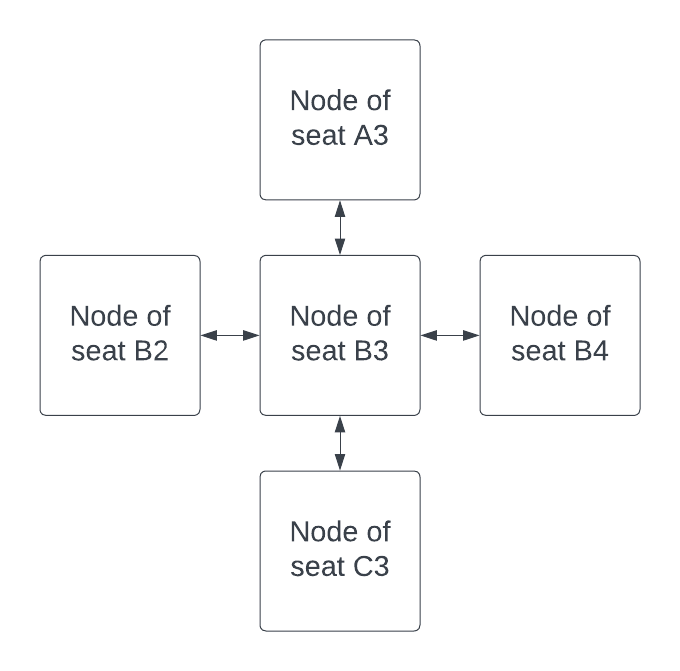 Node of
seat A3
Node of
seat B2
Node of
seat B3
Node of
seat B4
Node of
seat C3